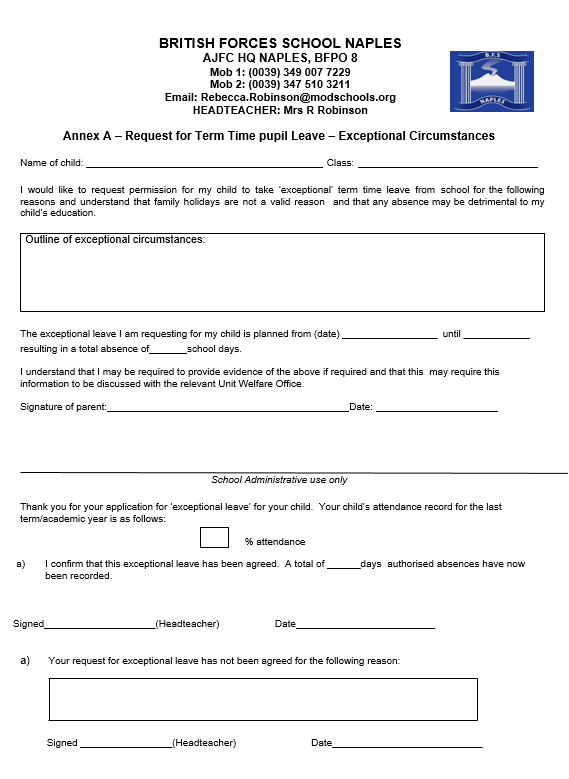 BRITISH FORCES SCHOOL NAPLES
AJFC HQ NAPLES, BFPO 8
Mob 1: (0039) 349 007 7229
Mob 2: (0039) 347 510 3211
Email: Rebecca.Robinson@modschools.org
HEADTEACHER: Mrs R Robinson
B.F.S
NAPLES
Annex A – Request for Term Time pupil Leave – Exceptional Circumstances
Name of child: ____________ Class: ____________
I would like to request permission for my child to take 'exceptional' term time leave from school for the following
reasons and understand that family holidays are not a valid reason and that any absence may be detrimental to my
child's education.
Outline of exceptional circumstances:
The exceptional leave I am requesting for my child is planned from (date) ____________ until ____________
resulting in a total absence of_______school days.
I understand that I may be required to provide evidence of the above if required and that this may require this
information to be discussed with the relevant Unit Welfare Office.
Signature of parent:____________Date: ____________
School Administrative use only
Thank you for your application for 'exceptional leave' for your child. Your child's attendance record for the last
term/academic year is as follows:
% attendance
a) I confirm that this exceptional leave has been agreed. A total of ______days authorised absences have now
been recorded.
Signed____________(Headteacher) Date____________
a) Your request for exceptional leave has not been agreed for the following reason:
Signed ____________(Headteacher) Date____________